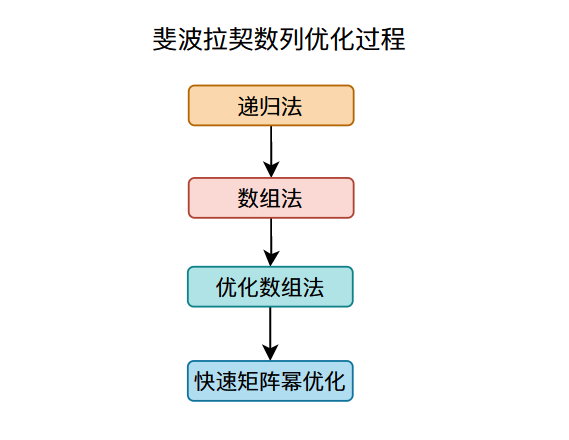 斐波拉契数列优化过程
递归法
数组法
优化数组法
快速矩阵幂优化